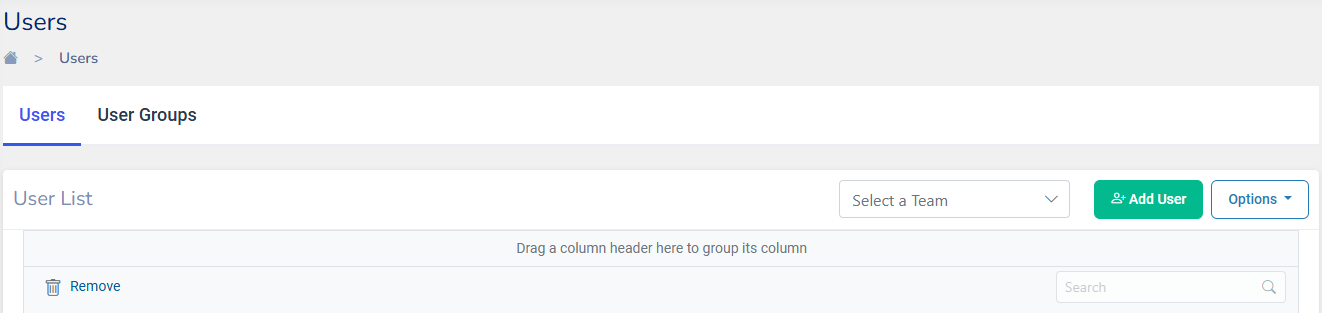 Users
> Users
Users User Groups
User List Select a Team Add User Options
Drag a column header here to group its column
Remove Search